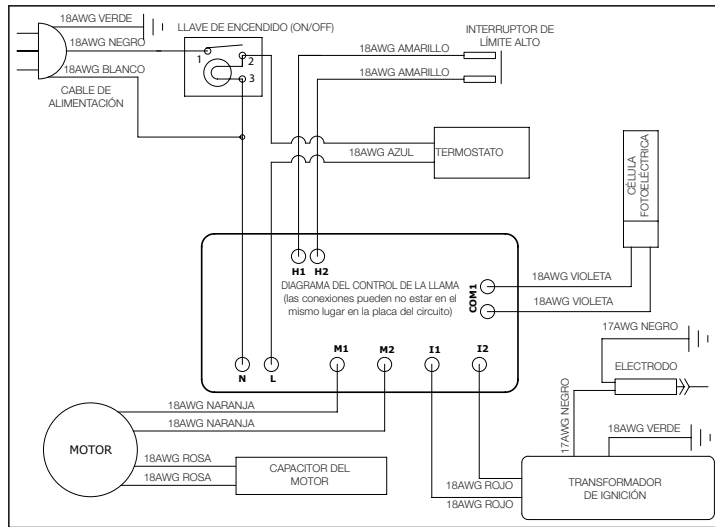 18AWG VERDE
18AWG NEGRO
18AWG BLANCO
CABLE DE
ALIMENTACIÓN
LLAVE DE ENCENDIDO (ON/OFF)
1
2
3
18AWG AMARILLO
18AWG AMARILLO
INTERRUPTOR DE
LÍMITE ALTO
18AWG AZUL
TERMOSTATO
CÉLULA
FOTOELÉCTRICA
H1
H2
DIAGRAMA DEL CONTROL DE LA LLAMA
(las conexiones pueden no estar en el
mismo lugar en la placa del circuito)
COM1
18AWG VIOLETA
18AWG VIOLETA
N
L
M1
M2
I1
I2
17AWG NEGRO
ELECTRODO
17AWG NEGRO
18AWG VERDE
18AWG NARANJA
18AWG NARANJA
MOTOR
18AWG ROSA
18AWG ROSA
CAPACITOR DEL
MOTOR
18AWG ROJO
18AWG ROJO
TRANSFORMADOR
DE IGNICIÓN